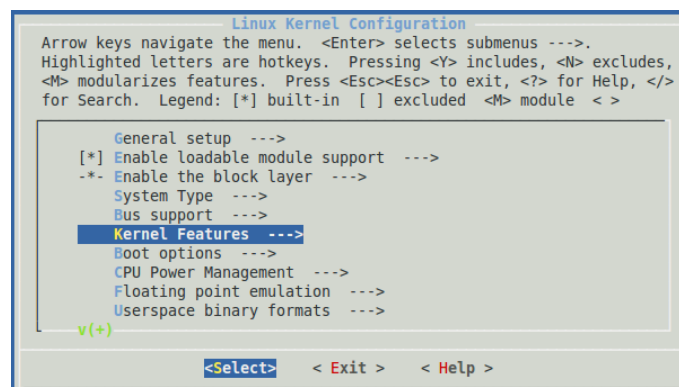 Linux Kernel Configuration
Arrow keys navigate the menu.  <Enter> selects submenus --->.
Highlighted letters are hotkeys.  Pressing <Y> includes, <N> excludes,
<M> modularizes features.  Press <Esc><Esc> to exit, <?> for Help, </>
for Search.  Legend: [*] built-in  [ ] excluded  <M> module  < >
General setup  --->
[*] Enable loadable module support  --->
-*- Enable the block layer  --->
System Type  --->
Bus support  --->
Kernel Features  --->
Boot options  --->
CPU Power Management  --->
Floating point emulation  --->
Userspace binary formats  --->
v(+)
<Select>    < Exit >    < Help >